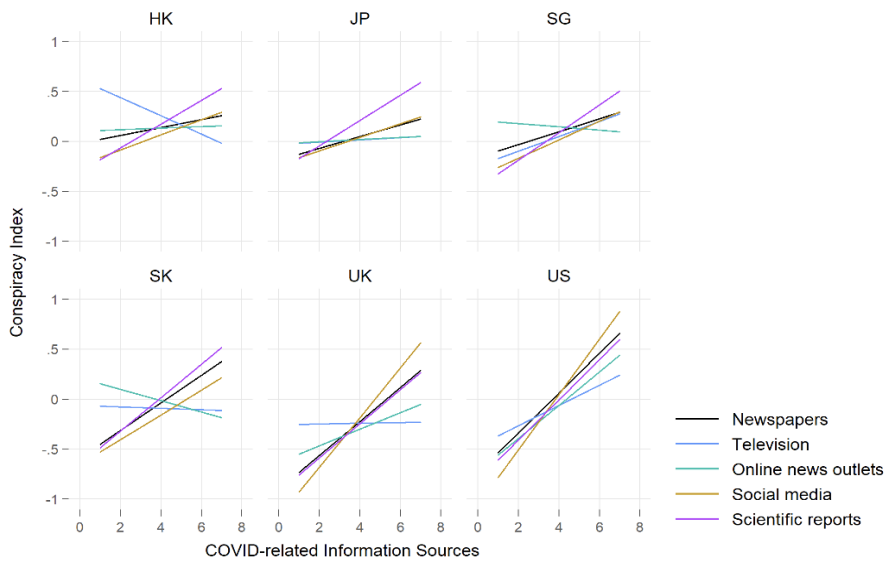 HK JP SG
1
.5
0
-.5
-1
Conspiracy Index
SK UK US
1
.5
0
-.5
-1
0 2 4 6 8 0 2 4 6 8 0 2 4 6 8
COVID-related Information Sources
Newspapers
Television
Online news outlets
Social media
Scientific reports